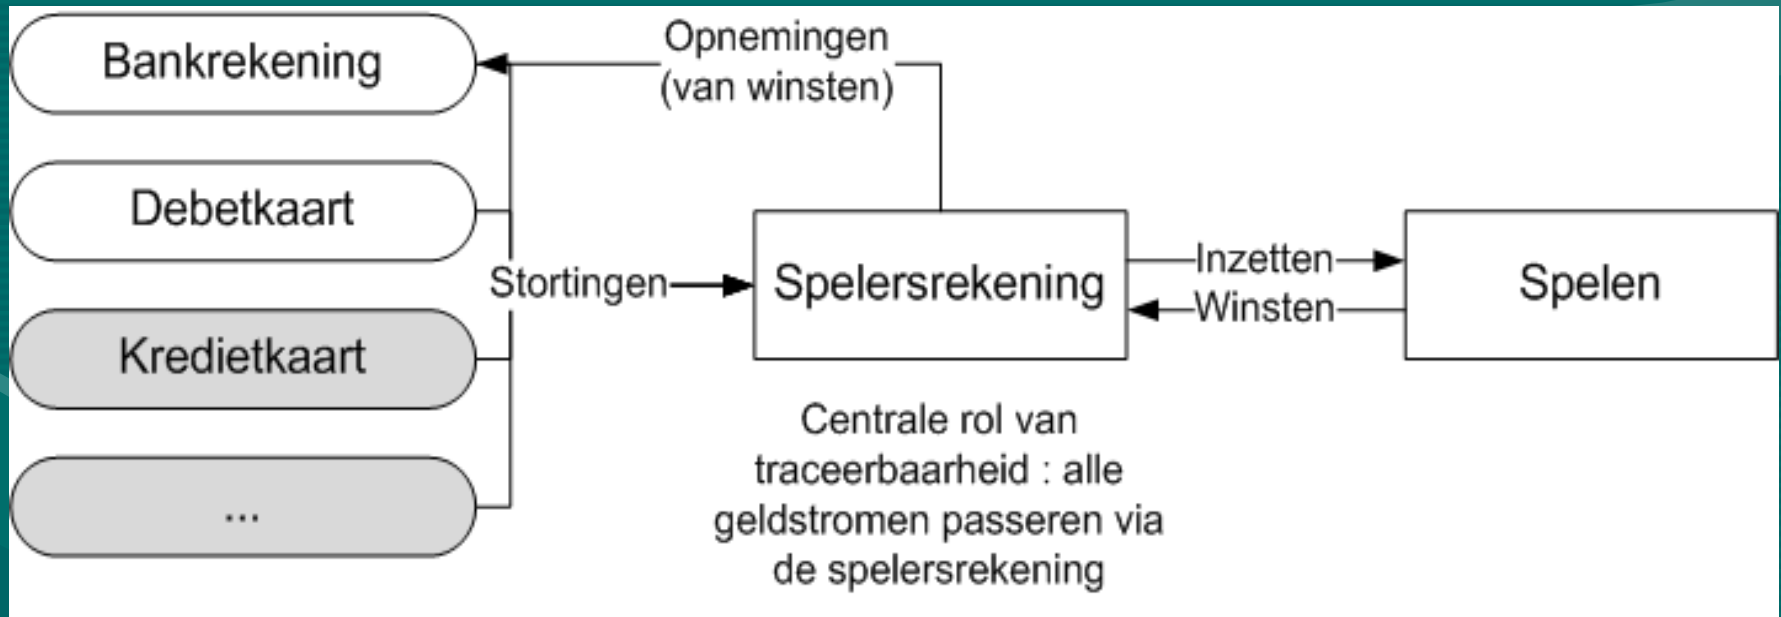 Bankrekening
Opnemingen
(van winsten)
Debetkaart
Stortingen
Spelersrekening
Inzetten
Winsten
Spelen
Kredietkaart
...
Centrale rol van
traceerbaarheid : alle
geldstromen passeren via
de spelersrekening